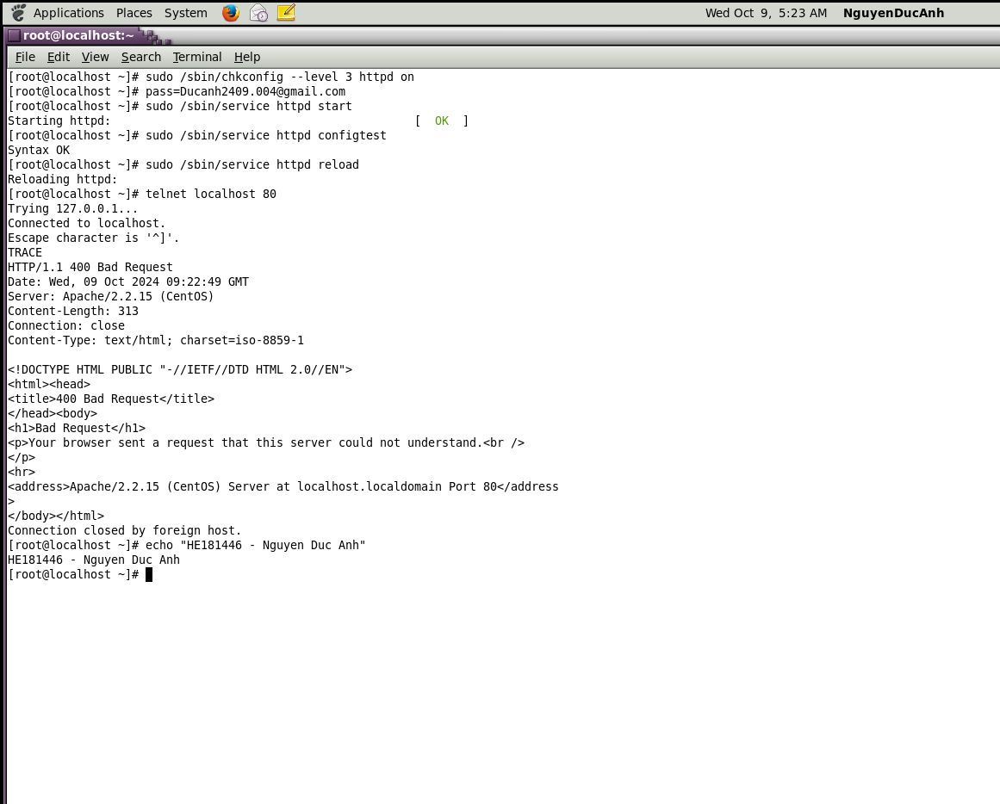 Applications Places System Wed Oct 9, 5:23 AM NguyenDucAnh
root@localhost:~
File Edit View Search Terminal Help
[root@localhost ~]# sudo /sbin/chkconfig --level 3 httpd on
[root@localhost ~]# pass=Ducanh2409.004@gmail.com
[root@localhost ~]# sudo /sbin/service httpd start
Starting httpd: [ OK ]
[root@localhost ~]# sudo /sbin/service httpd configtest
Syntax OK
[root@localhost ~]# sudo /sbin/service httpd reload
Reloading httpd:
[root@localhost ~]# telnet localhost 80
Trying 127.0.0.1...
Connected to localhost.
Escape character is '^]'.
TRACE
HTTP/1.1 400 Bad Request
Date: Wed, 09 Oct 2024 09:22:49 GMT
Server: Apache/2.2.15 (CentOS)
Content-Length: 313
Connection: close
Content-Type: text/html; charset=iso-8859-1

<!DOCTYPE HTML PUBLIC "-//IETF//DTD HTML 2.0//EN">
<html><head>
<title>400 Bad Request</title>
</head><body>
<h1>Bad Request</h1>
<p>Your browser sent a request that this server could not understand.<br />
</p>
<hr>
<address>Apache/2.2.15 (CentOS) Server at localhost.localdomain Port 80</address
>
</body></html>
Connection closed by foreign host.
[root@localhost ~]# echo "HE181446 - Nguyen Duc Anh"
HE181446 - Nguyen Duc Anh
[root@localhost ~]#